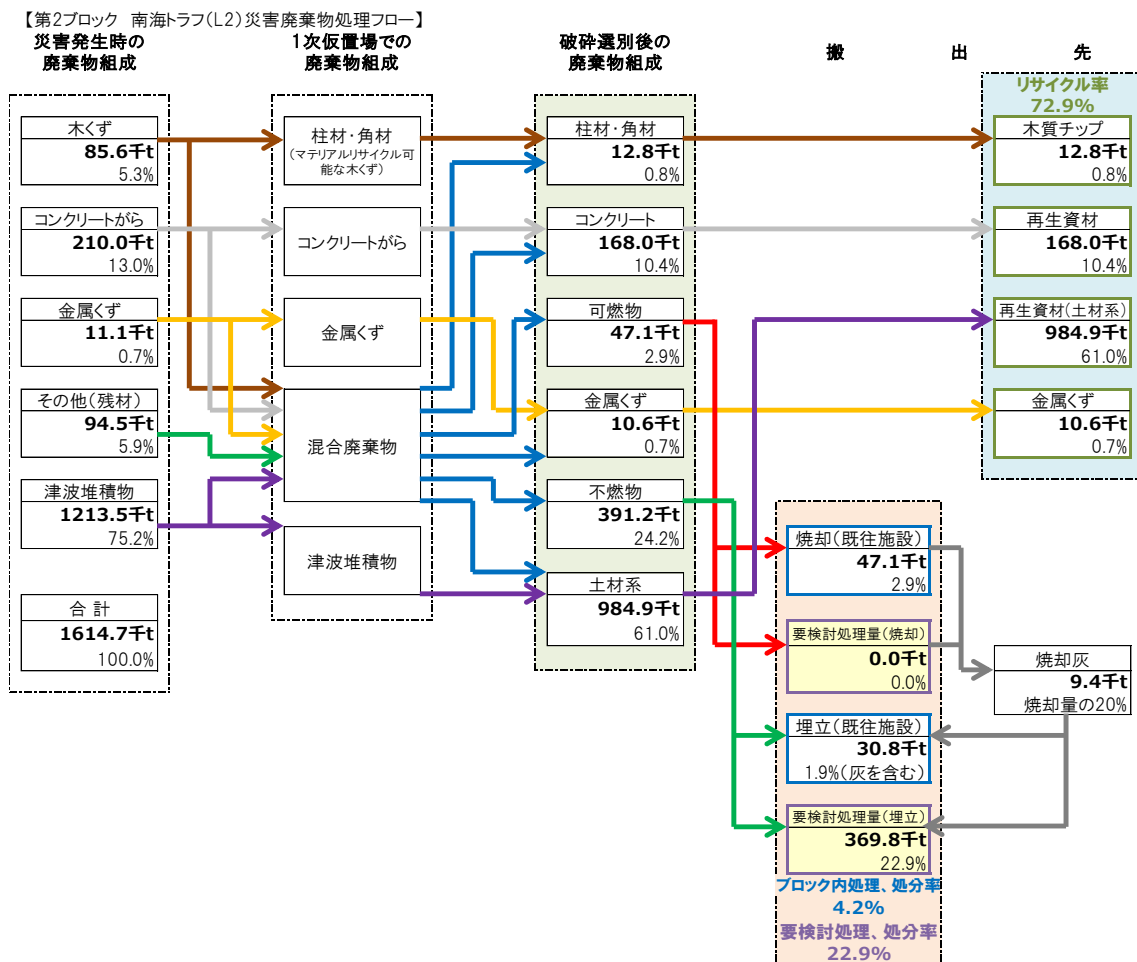 【第2ブロック　南海トラフ(L2)災害廃棄物処理フロー】
災害発生時の
廃棄物組成
1次仮置場での
廃棄物組成
破砕選別後の
廃棄物組成
搬　出　先
木くず
85.6千t
5.3%
コンクリートがら
210.0千t
13.0%
金属くず
11.1千t
0.7%
その他(残材)
94.5千t
5.9%
津波堆積物
1213.5千t
75.2%
合 計
1614.7千t
100.0%
柱材・角材
(マテリアルリサイクル可
能な木くず)
コンクリートがら
金属くず
混合廃棄物
津波堆積物
柱材・角材
12.8千t
0.8%
コンクリート
168.0千t
10.4%
可燃物
47.1千t
2.9%
金属くず
10.6千t
0.7%
不燃物
391.2千t
24.2%
土材系
984.9千t
61.0%
リサイクル率
72.9%
木質チップ
12.8千t
0.8%
再生資材
168.0千t
10.4%
再生資材(土材系)
984.9千t
61.0%
金属くず
10.6千t
0.7%
焼却(既往施設)
47.1千t
2.9%
要検討処理量(焼却)
0.0千t
0.0%
埋立(既往施設)
30.8千t
1.9%(灰を含む)
要検討処理量(埋立)
369.8千t
22.9%
ブロック内処理、処分率
4.2%
要検討処理、処分率
22.9%
焼却灰
9.4千t
焼却量の20%